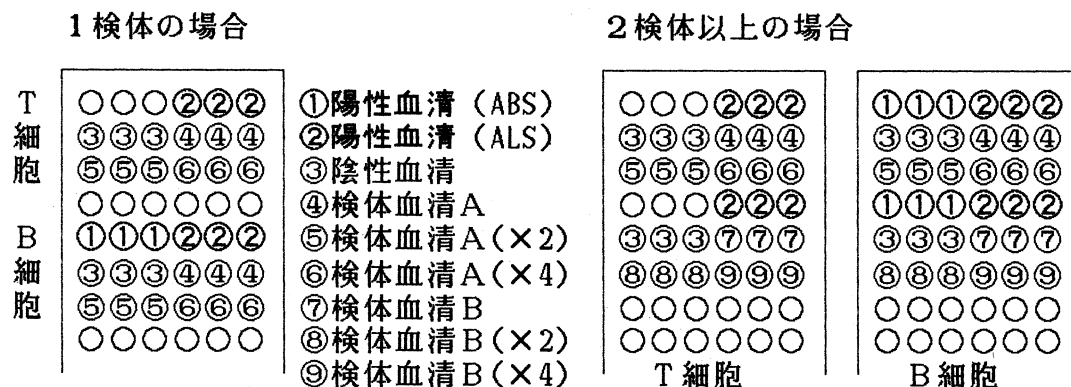 1検体の場合
T細胞
○○○②②②
③③③④④④
⑤⑤⑤⑥⑥⑥
○○○○○○
B細胞
①①①②②②
③③③④④④
⑤⑤⑤⑥⑥⑥
○○○○○○
①陽性血清 (ABS)
②陽性血清 (ALS)
③陰性血清
④検体血清A
⑤検体血清A(×2)
⑥検体血清A(×4)
⑦検体血清B
⑧検体血清B(×2)
⑨検体血清B(×4)
2検体以上の場合
○○○②②②
③③③④④④
⑤⑤⑤⑥⑥⑥
○○○②②②
③③③⑦⑦⑦
⑧⑧⑧⑨⑨⑨
○○○○○○
○○○○○○
T細胞
①①①②②②
③③③④④④
⑤⑤⑤⑥⑥⑥
①①①②②②
③③③⑦⑦⑦
⑧⑧⑧⑨⑨⑨
○○○○○○
○○○○○○
B細胞